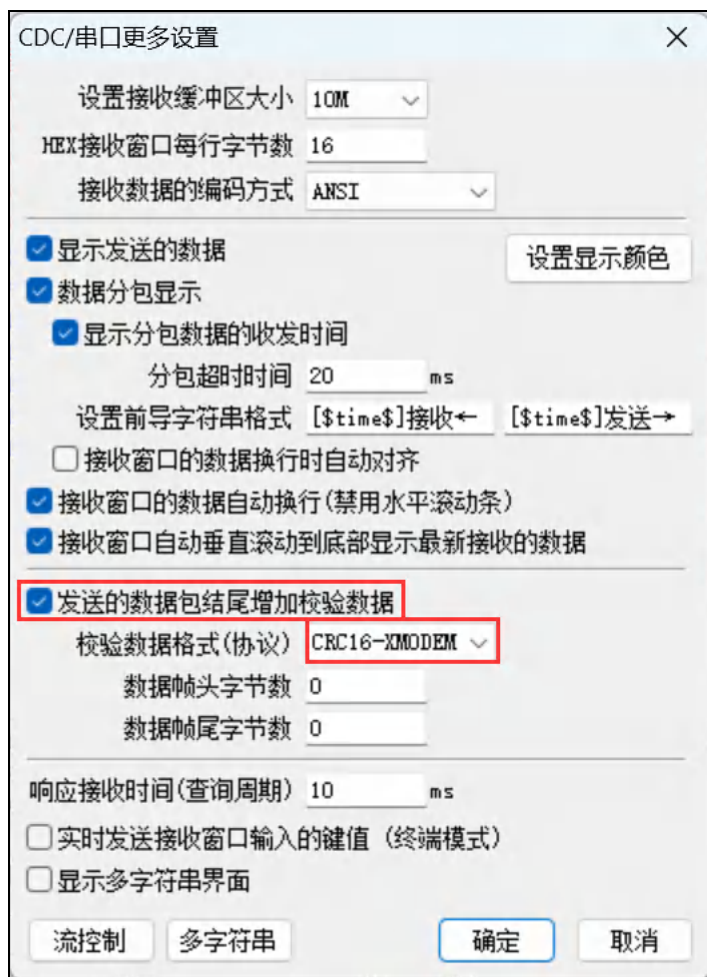 CDC/串口更多设置
设置接收缓冲区大小 10M
HEX接收窗口每行字节数 16
接收数据的编码方式 ANSI
显示发送的数据
设置显示颜色
数据分包显示
显示分包数据的收发时间
分包超时时间 20 ms
设置前导字符串格式 [$time$]接收← [$time$]发送→
接收窗口的数据换行时自动对齐
接收窗口的数据自动换行(禁用水平滚动条)
接收窗口自动垂直滚动到底部显示最新接收的数据
发送的数据包结尾增加校验数据
校验数据格式(协议) CRC16-XMODEM
数据帧头字节数 0
数据帧尾字节数 0
响应接收时间(查询周期) 10 ms
实时发送接收窗口输入的键值 (终端模式)
显示多字符串界面
流控制 多字符串 确定 取消